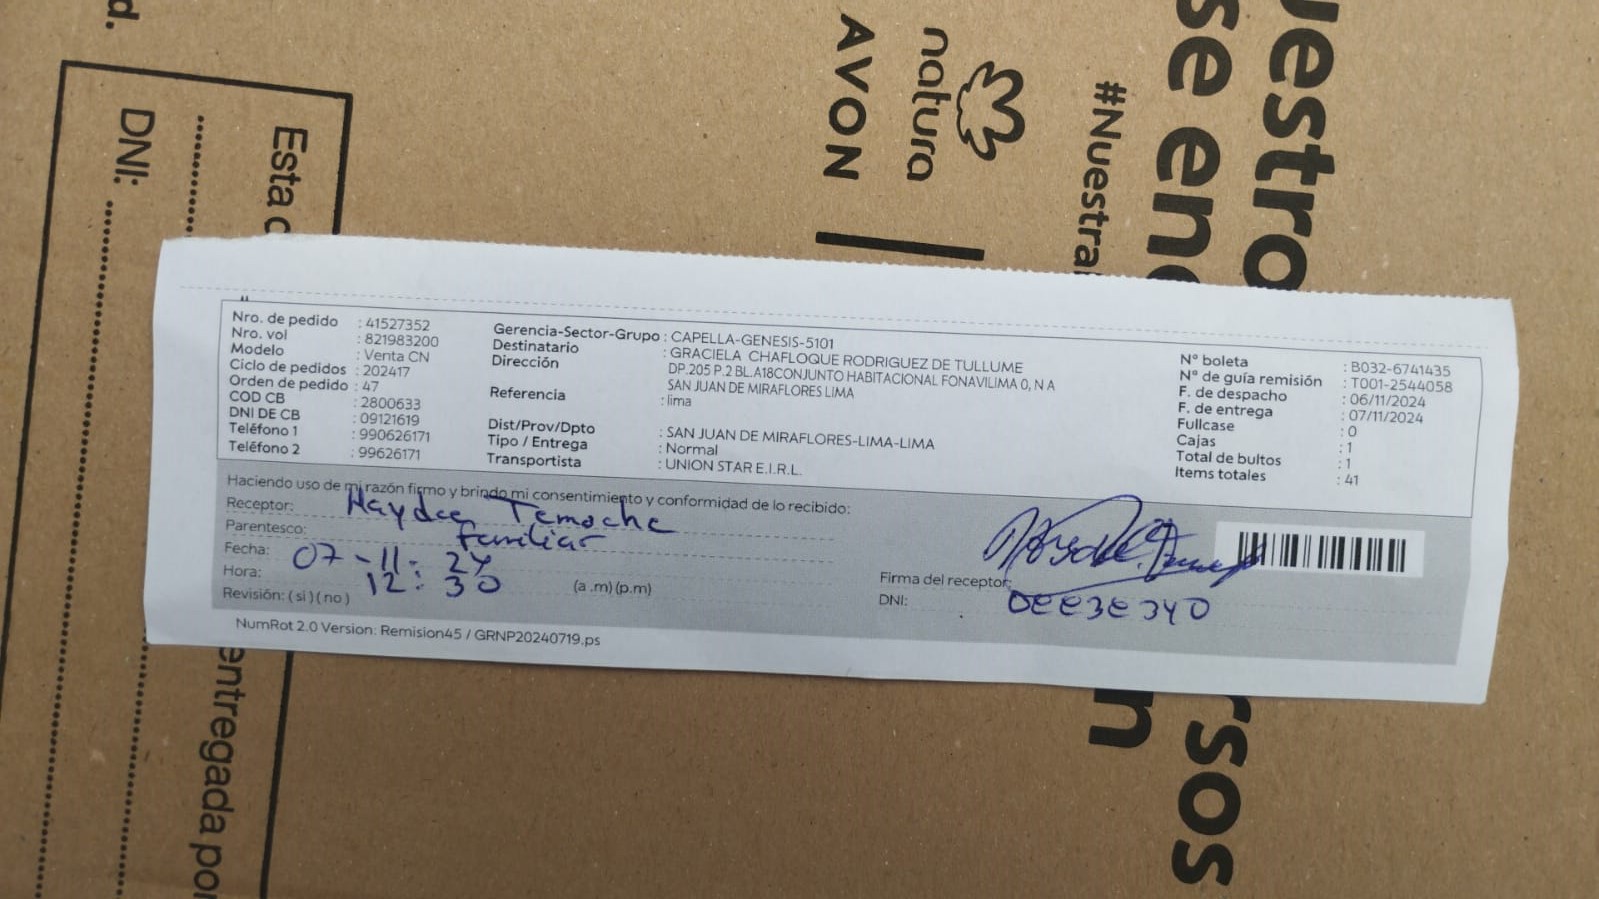 d.
Esta c
DNI:
entregada por
natura
AVON
#Nuestra
uestro
se enc
n
rsos
Nro. de pedido : 41527352
Nro. vol : 821983200
Modelo : Venta CN
Ciclo de pedidos : 202417
Orden de pedido : 47
COD CB : 2800633
DNI DE CB : 09121619
Teléfono 1 : 990626171
Teléfono 2 : 99626171
Gerencia-Sector-Grupo : CAPELLA-GENESIS-5101
Destinatario : GRACIELA CHAFLOQUE RODRIGUEZ DE TULLUME
Dirección DP.205 P.2 BL.A18CONJUNTO HABITACIONAL FONAVILIMA 0, N A
SAN JUAN DE MIRAFLORES LIMA
Referencia : lima
Dist/Prov/Dpto : SAN JUAN DE MIRAFLORES-LIMA-LIMA
Tipo / Entrega : Normal
Transportista : UNION STAR E.I.R.L.
N° boleta : B032-6741435
N° de guía remisión : T001-2544058
F. de despacho : 06/11/2024
F. de entrega : 07/11/2024
Fullcase : 0
Cajas : 1
Total de bultos : 1
Items totales : 41
Haciendo uso de mi razón firmo y brindo mi consentimiento y conformidad de lo recibido:
Receptor: Haydee Temoche
Parentesco: familiar
Fecha: 07-11-24
Hora: 12:30 (a .m) (p.m)
Revisión: ( si ) ( no )
Firma del receptor:
DNI:
NumRot 2.0 Version: Remision45 / GRNP20240719.ps